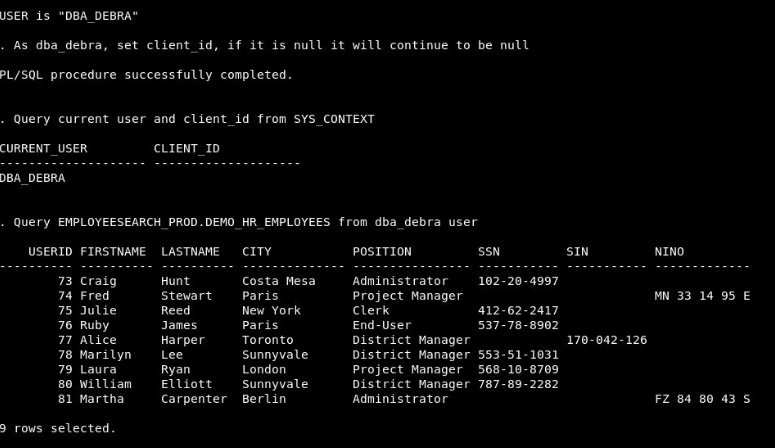 USER is "DBA_DEBRA"
. As dba_debra, set client_id, if it is null it will continue to be null
PL/SQL procedure successfully completed.
. Query current user and client_id from SYS_CONTEXT
CURRENT_USER         CLIENT_ID
-------------------- --------------------
DBA_DEBRA
. Query EMPLOYEESEARCH_PROD.DEMO_HR_EMPLOYEES from dba_debra user
    USERID FIRSTNAME  LASTNAME   CITY           POSITION         SSN         SIN         NINO
---------- ---------- ---------- -------------- ---------------- ----------- ----------- -------------
        73 Craig      Hunt       Costa Mesa     Administrator    102-20-4997
        74 Fred       Stewart    Paris          Project Manager                          MN 33 14 95 E
        75 Julie      Reed       New York       Clerk            412-62-2417
        76 Ruby       James      Paris          End-User         537-78-8902
        77 Alice      Harper     Toronto        District Manager             170-042-126
        78 Marilyn    Lee        Sunnyvale      District Manager 553-51-1031
        79 Laura      Ryan       London         Project Manager  568-10-8709
        80 William    Elliott    Sunnyvale      District Manager 787-89-2282
        81 Martha     Carpenter  Berlin         Administrator                            FZ 84 80 43 S
9 rows selected.